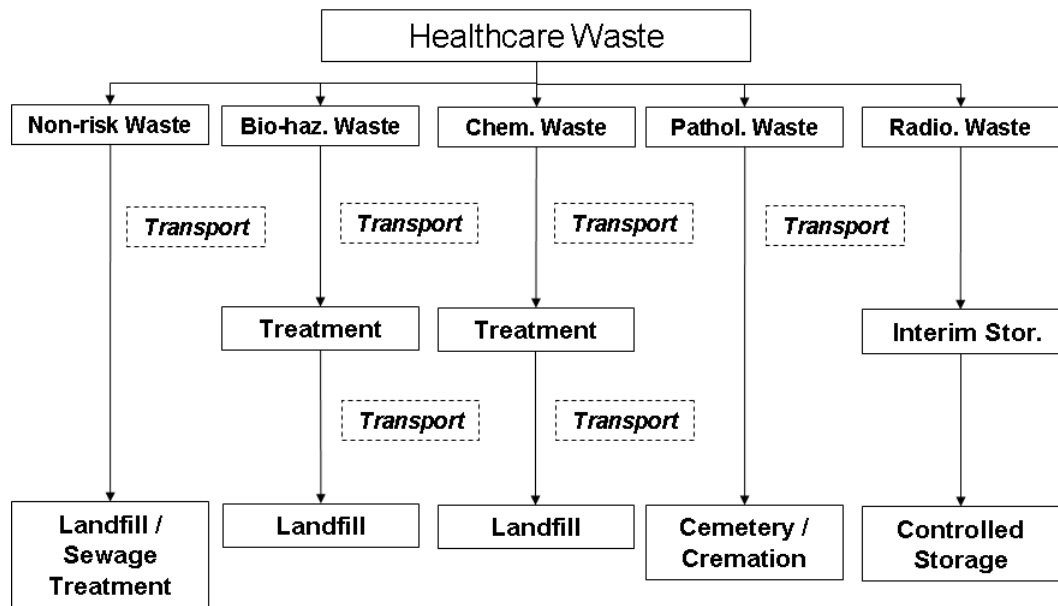 Healthcare Waste
Non-risk Waste
Bio-haz. Waste
Chem. Waste
Pathol. Waste
Radio. Waste
Transport
Transport
Transport
Transport
Treatment
Treatment
Interim Stor.
Transport
Transport
Landfill /
Sewage
Treatment
Landfill
Landfill
Cemetery /
Cremation
Controlled
Storage